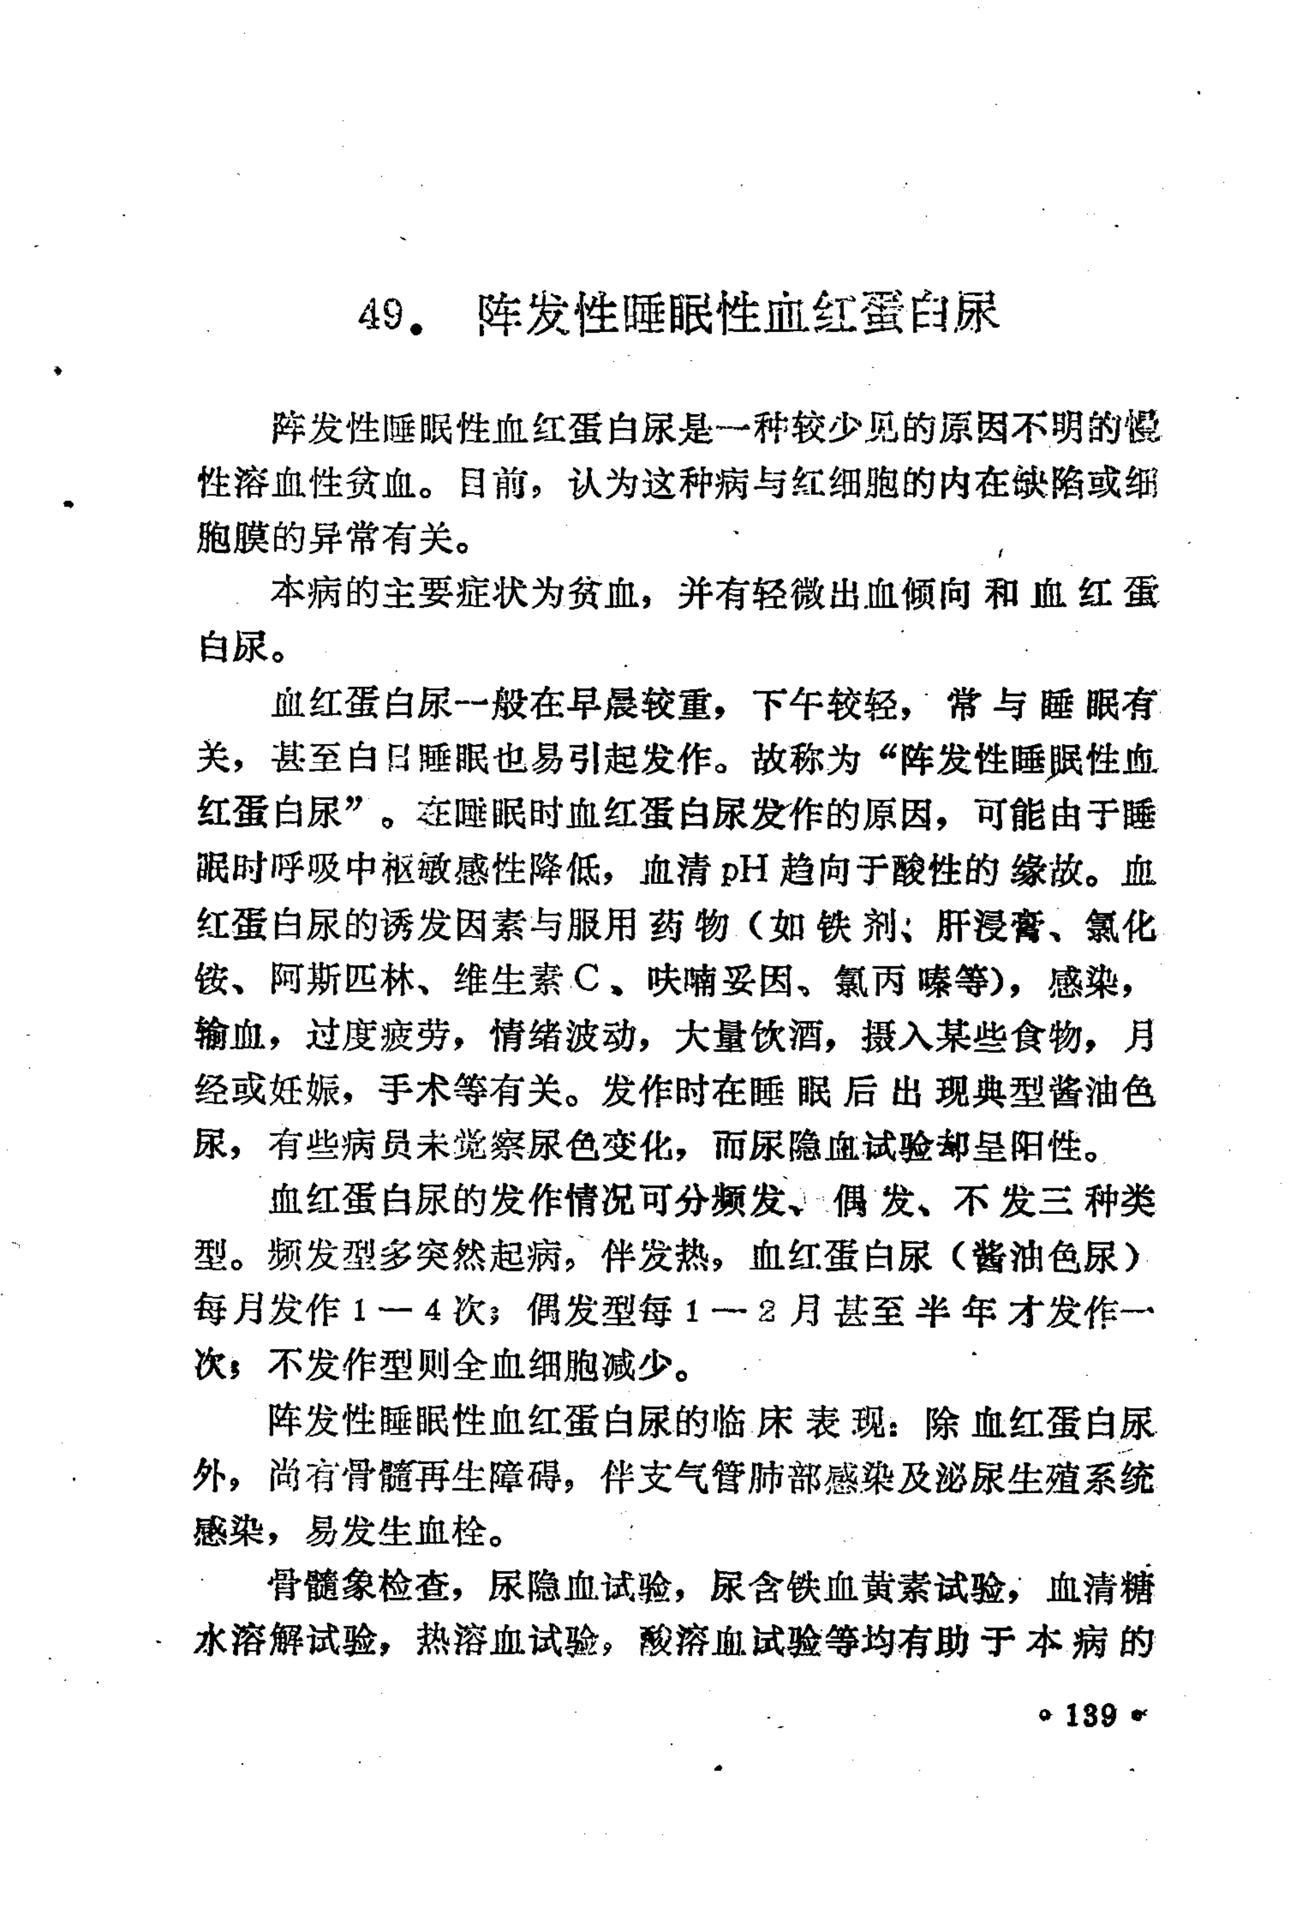 49. 阵发性睡眠性血红蛋白尿
阵发性睡眠性血红蛋白尿是一种较少见的原因不明的慢
性溶血性贫血。目前，认为这种病与红细胞的内在缺陷或细
胞膜的异常有关。
本病的主要症状为贫血，并有轻微出血倾向和血红蛋
白尿。
血红蛋白尿一般在早晨较重，下午较轻，常与睡眠有
关，甚至白日睡眠也易引起发作。故称为“阵发性睡眠性血
红蛋白尿”。在睡眠时血红蛋白尿发作的原因，可能由于睡
眠时呼吸中枢敏感性降低，血清pH趋向于酸性的缘故。血
红蛋白尿的诱发因素与服用药物（如铁剂；肝浸膏、氯化
铵、阿斯匹林、维生素C、呋喃妥因、氯丙嗪等），感染，
输血，过度疲劳，情绪波动，大量饮酒，摄入某些食物，月
经或妊娠，手术等有关。发作时在睡眠后出现典型酱油色
尿，有些病员未觉察尿色变化，而尿隐血试验却呈阳性。
血红蛋白尿的发作情况可分频发、偶发、不发三种类
型。频发型多突然起病，伴发热，血红蛋白尿（酱油色尿）
每月发作1—4次；偶发型每1—2月甚至半年才发作一
次；不发作型则全血细胞减少。
阵发性睡眠性血红蛋白尿的临床表现：除血红蛋白尿
外，尚有骨髓再生障碍，伴支气管肺部感染及泌尿生殖系统
感染，易发生血栓。
骨髓象检查，尿隐血试验，尿含铁血黄素试验，血清糖
水溶解试验，热溶血试验，酸溶血试验等均有助于本病的
• 139 •